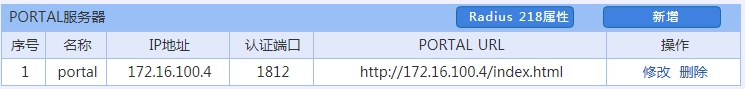 PORTAL服务器 Radius 218属性 新增
序号 名称 IP地址 认证端口 PORTAL URL 操作
1 portal 172.16.100.4 1812 http://172.16.100.4/index.html 修改 删除